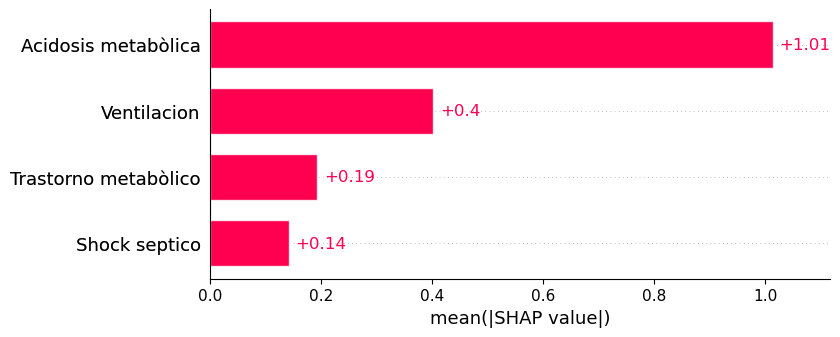 Acidosis metabòlica
+1.01
Ventilacion
+0.4
Trastorno metabòlico
+0.19
Shock septico
+0.14
0.0 0.2 0.4 0.6 0.8 1.0
mean(|SHAP value|)